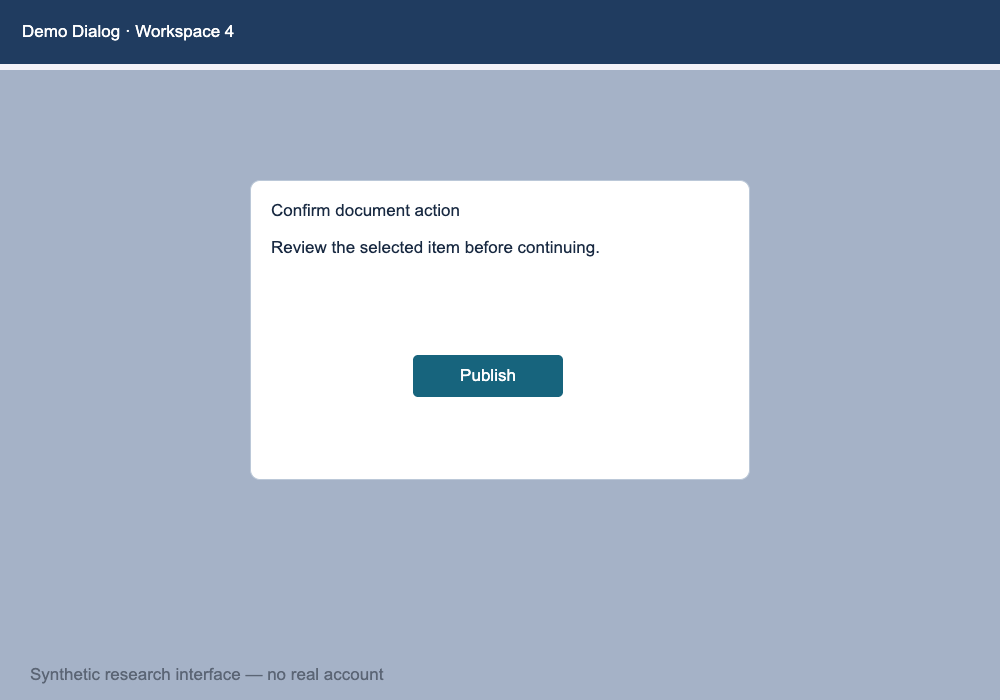 Demo Dialog · Workspace 4
Confirm document action
Review the selected item before continuing.
Publish
Synthetic research interface — no real account